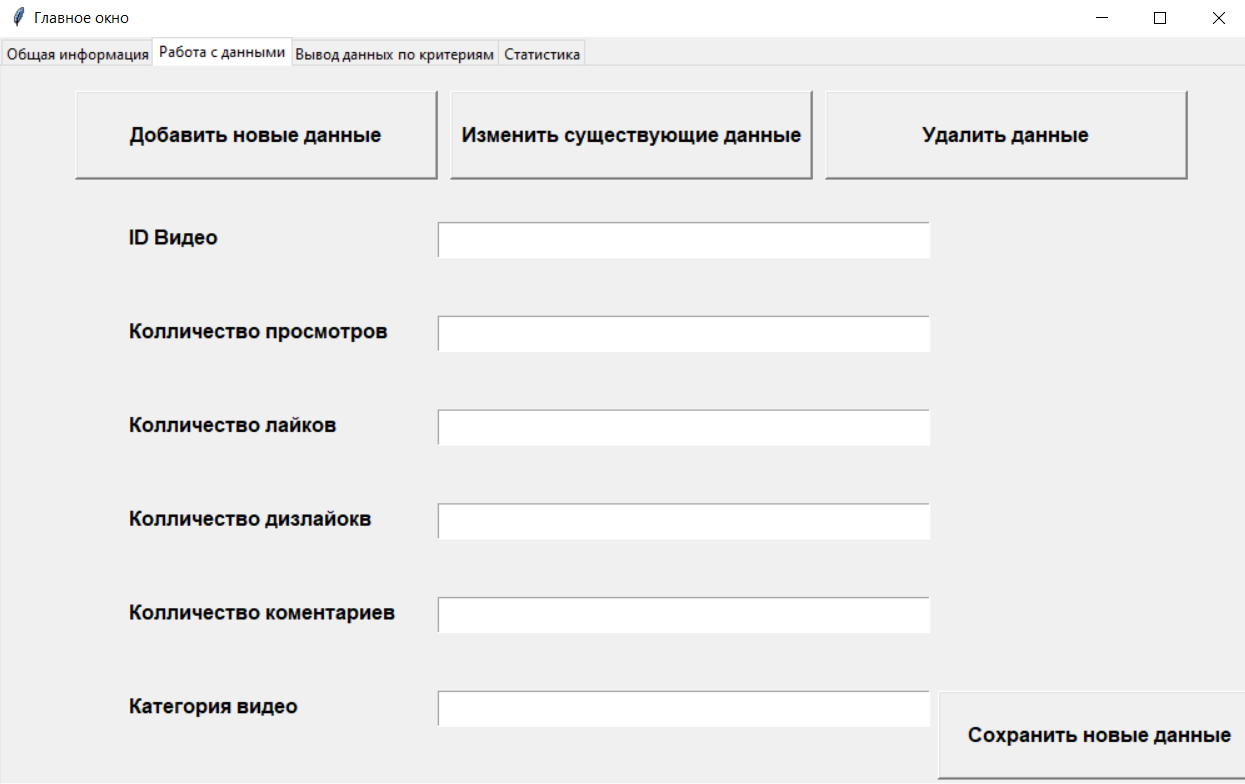 Главное окно
Общая информация Работа с данными Вывод данных по критериям Статистика
Добавить новые данные Изменить существующие данные Удалить данные
ID Видео
Колличество просмотров
Колличество лайков
Колличество дизлайокв
Колличество коментариев
Категория видео
Сохранить новые данные